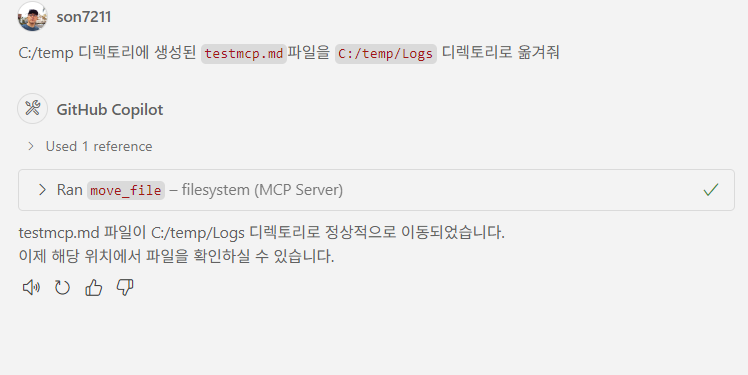 son7211
C:/temp 디렉토리에 생성된 testmcp.md파일을 C:/temp/Logs 디렉토리로 옮겨줘
GitHub Copilot
Used 1 reference
Ran move_file – filesystem (MCP Server)
testmcp.md 파일이 C:/temp/Logs 디렉토리로 정상적으로 이동되었습니다.
이제 해당 위치에서 파일을 확인하실 수 있습니다.